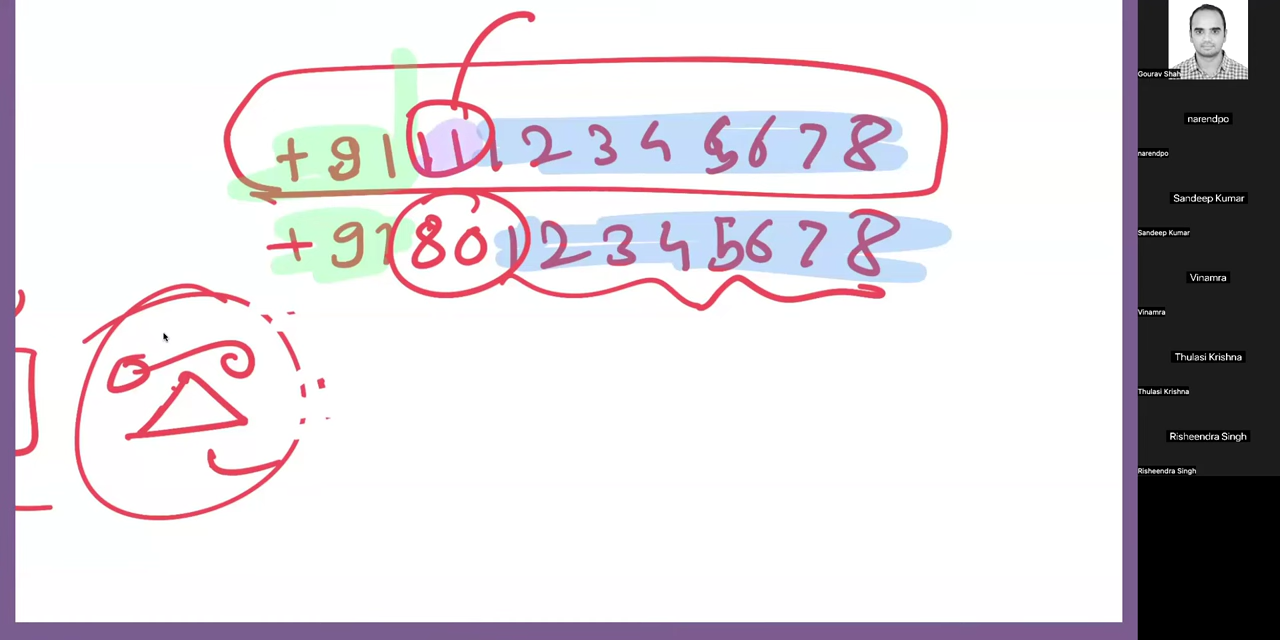 +91 11 12345678
+91 80 12345678
Gourav Shah
narendpo
narendpo
Sandeep Kumar
Sandeep Kumar
Vinamra
Vinamra
Thulasi Krishna
Thulasi Krishna
Risheendra Singh
Risheendra Singh